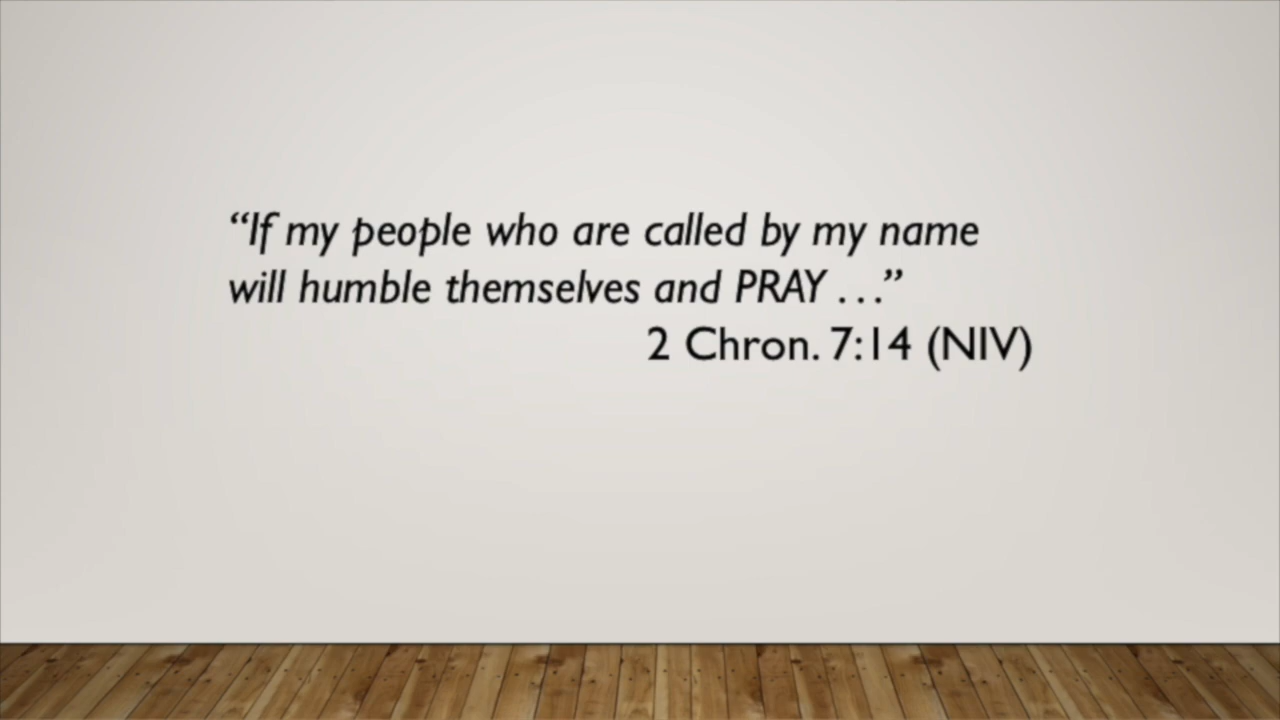 “If my people who are called by my name
will humble themselves and PRAY . . .”
2 Chron. 7:14 (NIV)